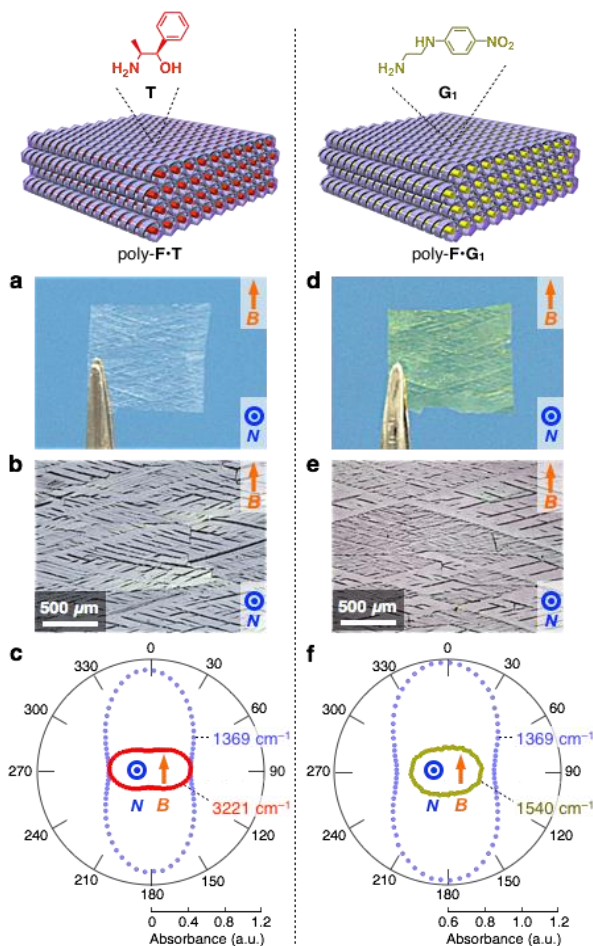 H₂N
OH
T
HN
NO₂
H₂N
G₁
poly-F•T
poly-F•G₁
a
B
N
d
B
N
b
B
500 μm
N
e
B
500 μm
N
c
0
30
60
90
120
150
180
210
240
270
300
330
1369 cm⁻¹
3221 cm⁻¹
N B
0 0.4 0.8 1.2
Absorbance (a.u.)
f
0
30
60
90
120
150
180
210
240
270
300
330
1369 cm⁻¹
1540 cm⁻¹
N B
0.6 0.8 1.0 1.2
Absorbance (a.u.)